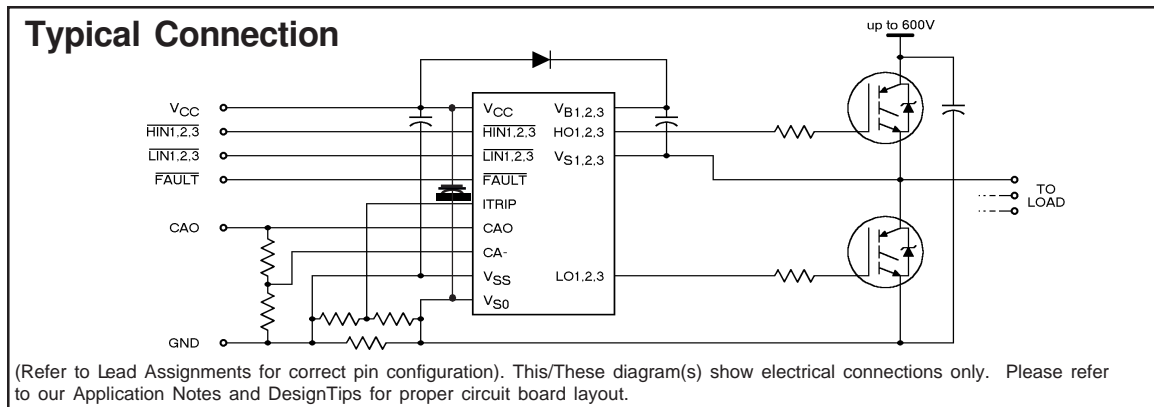 Typical Connection
up to 600V
VCC
HIN1,2,3
LIN1,2,3
FAULT
CAO
GND
VCC
HIN1,2,3
LIN1,2,3
FAULT
ITRIP
CAO
CA-
VSS
VS0
VB1,2,3
HO1,2,3
VS1,2,3
LO1,2,3
TO
LOAD
(Refer to Lead Assignments for correct pin configuration). This/These diagram(s) show electrical connections only. Please refer
to our Application Notes and DesignTips for proper circuit board layout.